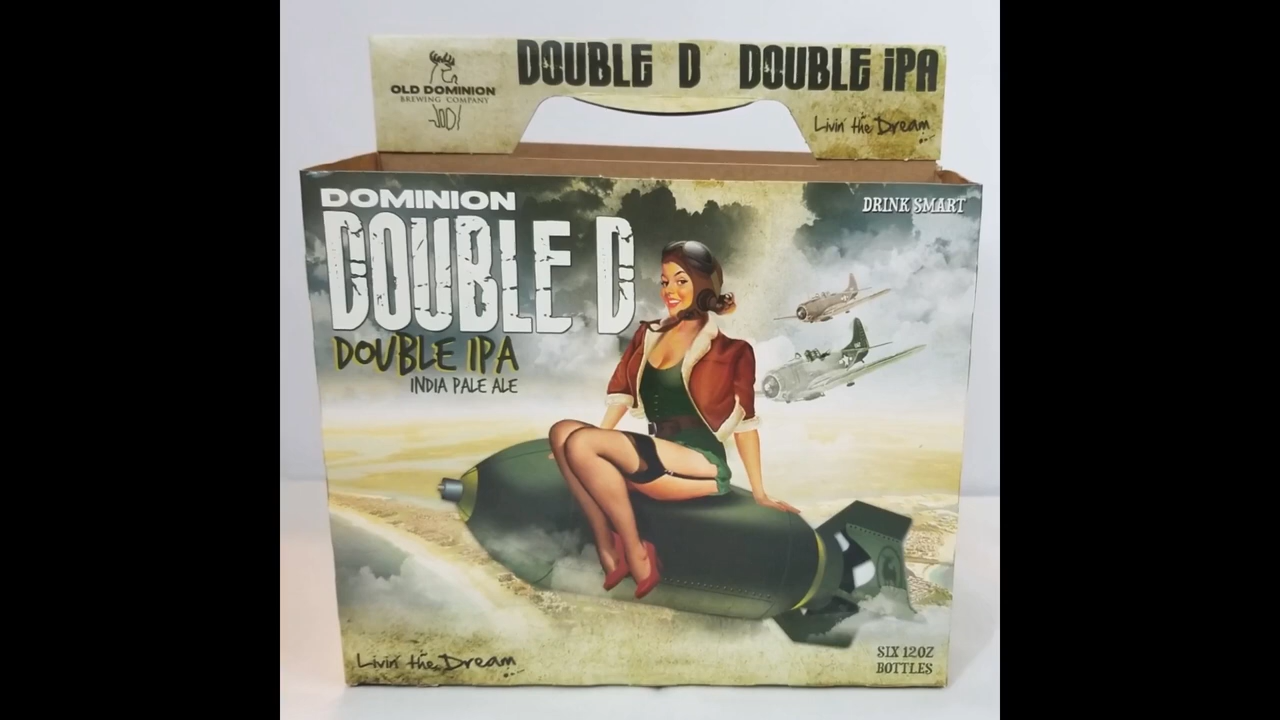 DOUBLE D DOUBLE iPA
OLD DOMINION
BREWING COMPANY
JODI
Livin' the Dream...
DOMINION
DOUBLE D
DOUBLE IPA
INDIA PALE ALE
DRINK SMART
Livin' the Dream...
SIX 12OZ
BOTTLES